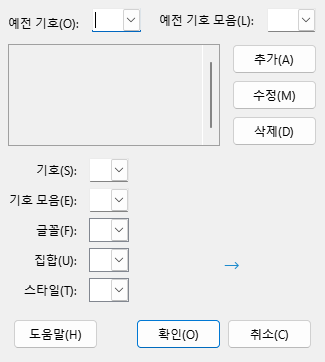 예전 기호(O): 예전 기호 모음(L):
추가(A)
수정(M)
삭제(D)
기호(S):
기호 모음(E):
글꼴(F):
집합(U):
→
스타일(T):
도움말(H) 확인(O) 취소(C)